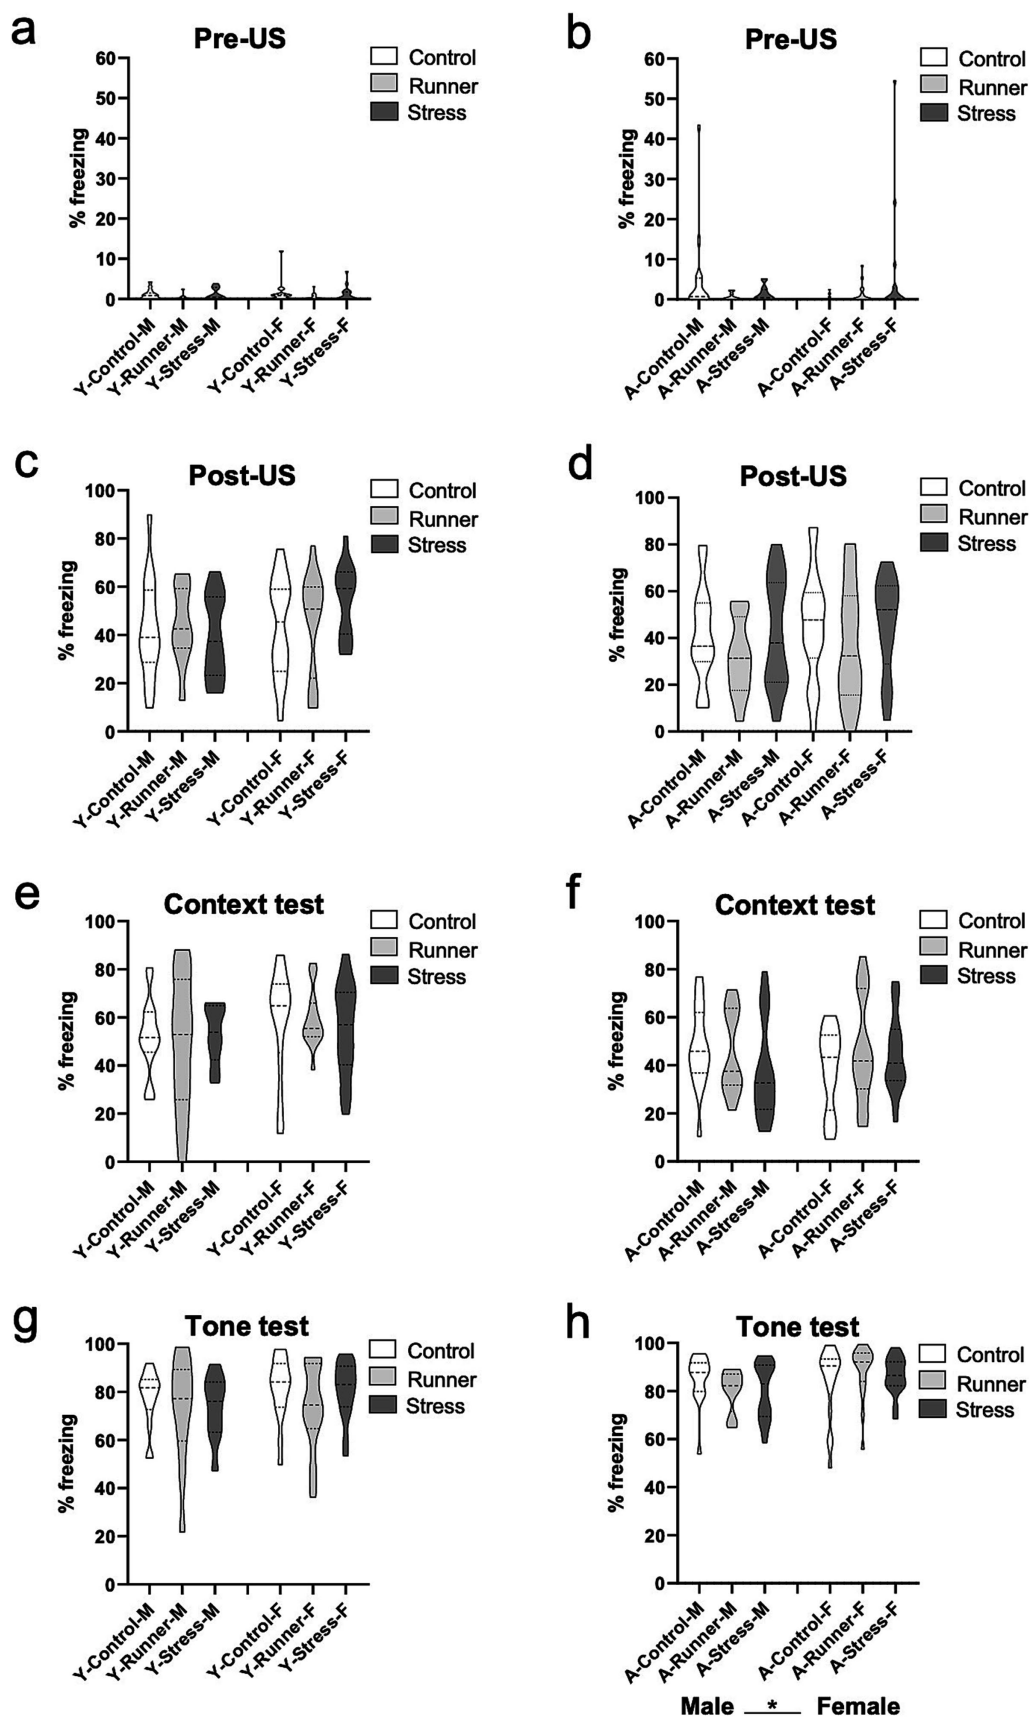 a
Pre-US
Control
Runner
Stress
% freezing
60
50
40
30
20
10
0
Y-Control-M
Y-Runner-M
Y-Stress-M
Y-Control-F
Y-Runner-F
Y-Stress-F
b
Pre-US
Control
Runner
Stress
% freezing
60
50
40
30
20
10
0
A-Control-M
A-Runner-M
A-Stress-M
A-Control-F
A-Runner-F
A-Stress-F
c
Post-US
Control
Runner
Stress
% freezing
100
80
60
40
20
0
Y-Control-M
Y-Runner-M
Y-Stress-M
Y-Control-F
Y-Runner-F
Y-Stress-F
d
Post-US
Control
Runner
Stress
% freezing
100
80
60
40
20
0
A-Control-M
A-Runner-M
A-Stress-M
A-Control-F
A-Runner-F
A-Stress-F
e
Context test
Control
Runner
Stress
% freezing
100
80
60
40
20
0
Y-Control-M
Y-Runner-M
Y-Stress-M
Y-Control-F
Y-Runner-F
Y-Stress-F
f
Context test
Control
Runner
Stress
% freezing
100
80
60
40
20
0
A-Control-M
A-Runner-M
A-Stress-M
A-Control-F
A-Runner-F
A-Stress-F
g
Tone test
Control
Runner
Stress
% freezing
100
80
60
40
20
0
Y-Control-M
Y-Runner-M
Y-Stress-M
Y-Control-F
Y-Runner-F
Y-Stress-F
h
Tone test
Control
Runner
Stress
% freezing
100
80
60
40
20
0
A-Control-M
A-Runner-M
A-Stress-M
A-Control-F
A-Runner-F
A-Stress-F
Male * Female